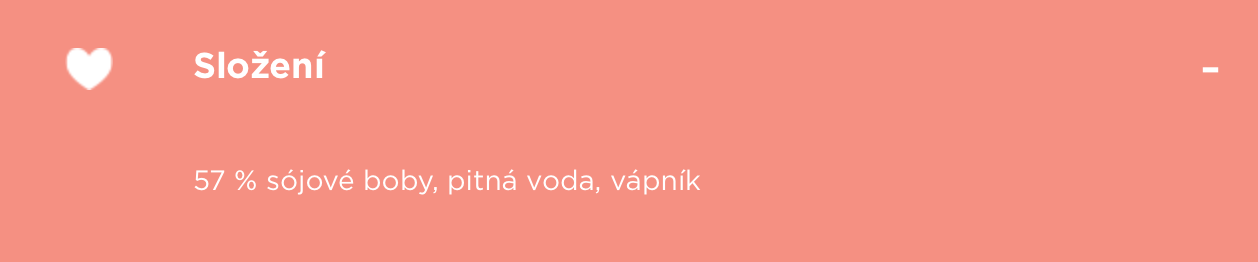 Složení
57 % sójové boby, pitná voda, vápník